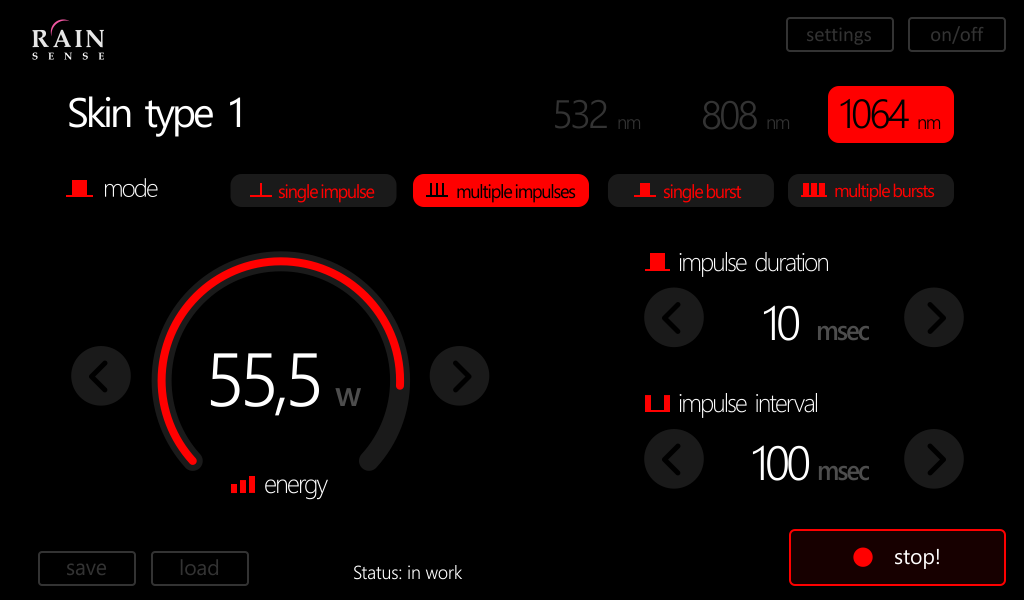 RAIN
SENSE
settings
on/off
Skin type 1
532 nm
808 nm
1064 nm
mode
single impulse
multiple impulses
single burst
multiple bursts
impulse duration
10 msec
55,5 w
impulse interval
100 msec
energy
save
load
Status: in work
stop!